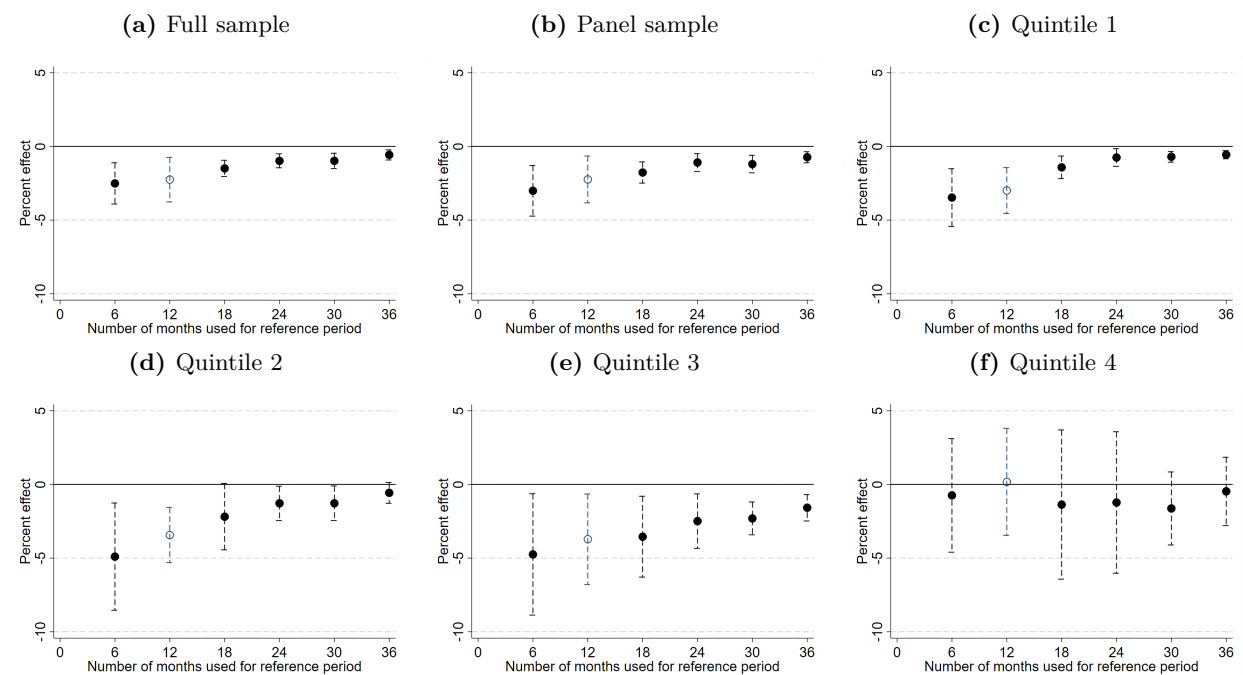 (a) Full sample
(b) Panel sample
(c) Quintile 1
5
0
-5
-10
Percent effect
0 6 12 18 24 30 36
Number of months used for reference period
5
0
-5
-10
Percent effect
0 6 12 18 24 30 36
Number of months used for reference period
5
0
-5
-10
Percent effect
0 6 12 18 24 30 36
Number of months used for reference period
(d) Quintile 2
(e) Quintile 3
(f) Quintile 4
5
0
-5
-10
Percent effect
0 6 12 18 24 30 36
Number of months used for reference period
5
0
-5
-10
Percent effect
0 6 12 18 24 30 36
Number of months used for reference period
5
0
-5
-10
Percent effect
0 6 12 18 24 30 36
Number of months used for reference period